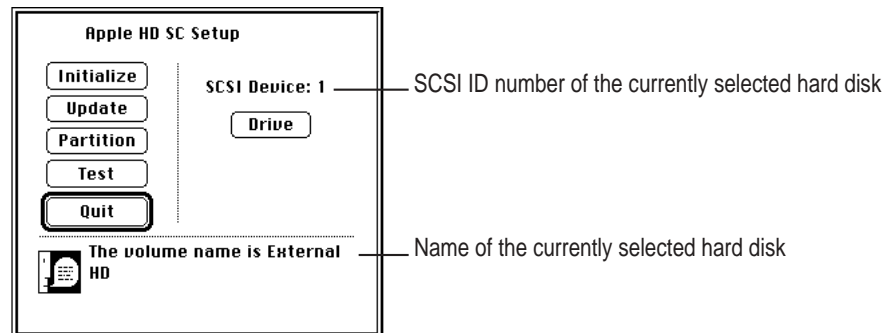 Apple HD SC Setup
Initialize
Update
Partition
Test
Quit
SCSI Device: 1
Drive
The volume name is External
HD
SCSI ID number of the currently selected hard disk
Name of the currently selected hard disk